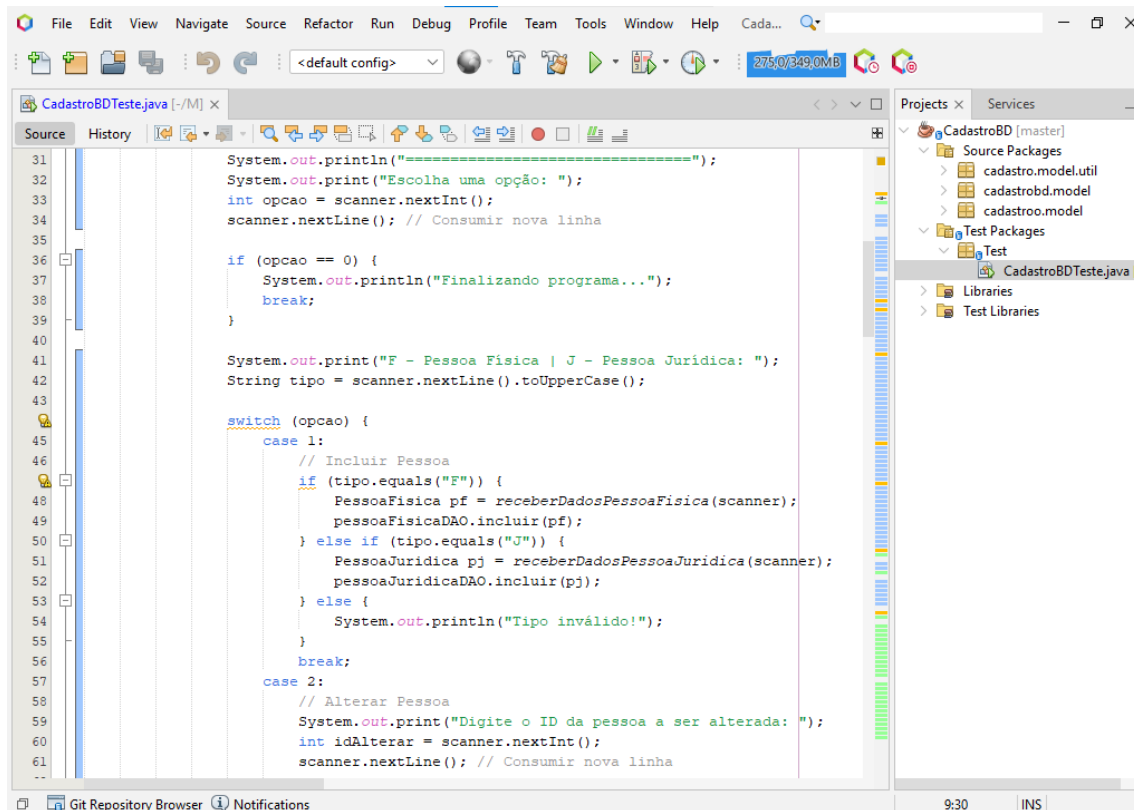 File Edit View Navigate Source Refactor Run Debug Profile Team Tools Window Help Cada...
<default config> 275,0/349,0MB
CadastroBDTeste.java [-/M]
Source History
31 System.out.println("================================");
32 System.out.print("Escolha uma opção: ");
33 int opcao = scanner.nextInt();
34 scanner.nextLine(); // Consumir nova linha
35
36 if (opcao == 0) {
37 System.out.println("Finalizando programa...");
38 break;
39 }
40
41 System.out.print("F - Pessoa Física | J - Pessoa Jurídica: ");
42 String tipo = scanner.nextLine().toUpperCase();
43
switch (opcao) {
45 case 1:
46 // Incluir Pessoa
if (tipo.equals("F")) {
48 PessoaFisica pf = receberDadosPessoaFisica(scanner);
49 pessoaFisicaDAO.incluir(pf);
50 } else if (tipo.equals("J")) {
51 PessoaJuridica pj = receberDadosPessoaJuridica(scanner);
52 pessoaJuridicaDAO.incluir(pj);
53 } else {
54 System.out.println("Tipo inválido!");
55 }
56 break;
57 case 2:
58 // Alterar Pessoa
59 System.out.print("Digite o ID da pessoa a ser alterada: ");
60 int idAlterar = scanner.nextInt();
61 scanner.nextLine(); // Consumir nova linha
Projects Services
CadastroBD [master]
Source Packages
cadastro.model.util
cadastrobd.model
cadastroo.model
Test Packages
Test
CadastroBDTeste.java
Libraries
Test Libraries
Git Repository Browser Notifications 9:30 INS